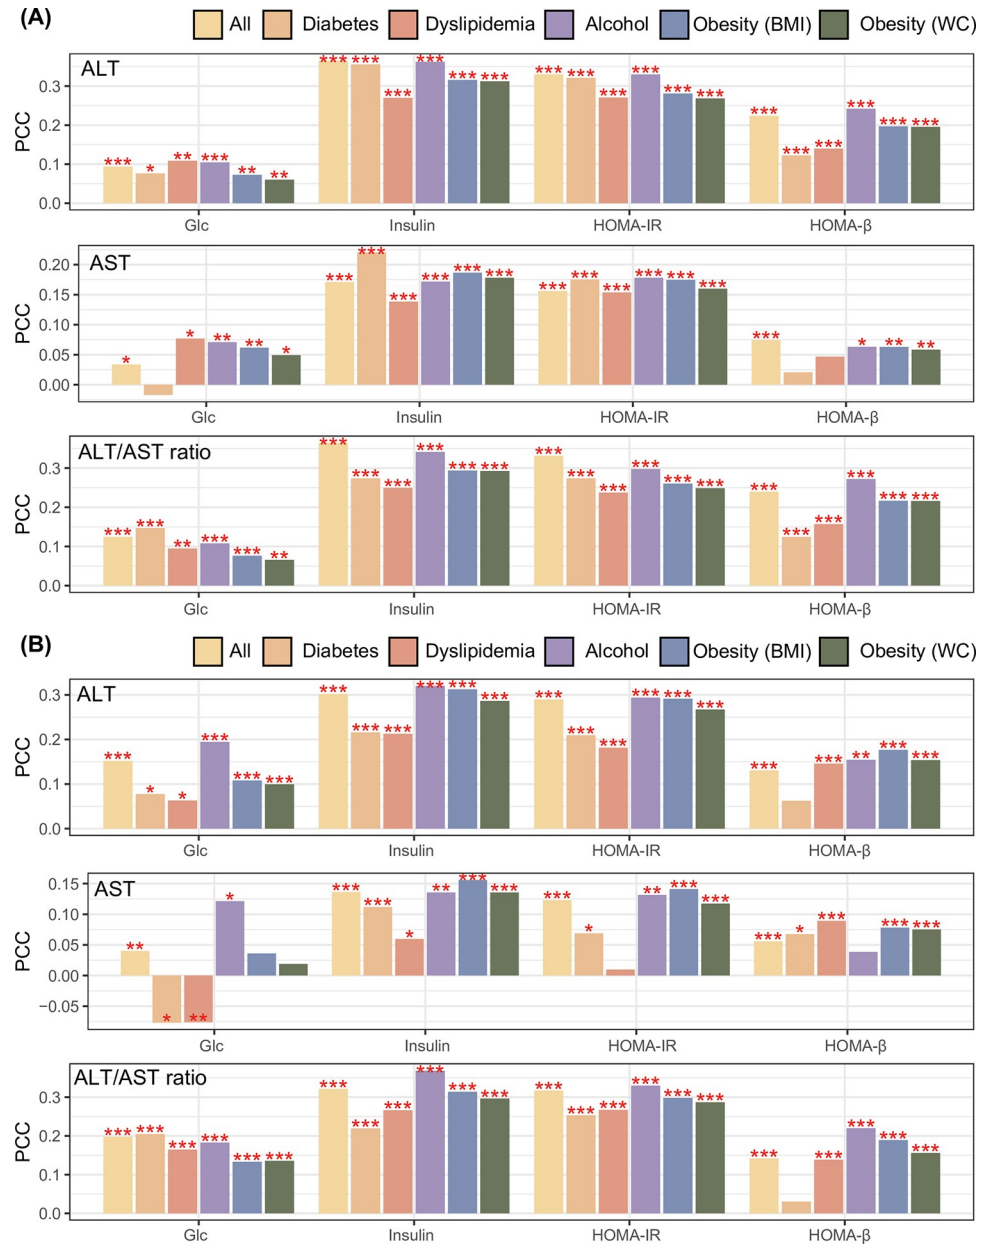 (A)
All Diabetes Dyslipidemia Alcohol Obesity (BMI) Obesity (WC)
ALT
PCC
0.3
0.2
0.1
0.0
*** * ** *** ** **
*** *** *** *** *** ***
*** *** *** *** *** ***
*** *** *** *** *** ***
Glc Insulin HOMA-IR HOMA-β
AST
PCC
0.20
0.15
0.10
0.05
0.00
* * ** ** *
*** *** *** *** *** ***
*** *** *** *** *** ***
*** * ** **
Glc Insulin HOMA-IR HOMA-β
ALT/AST ratio
PCC
0.3
0.2
0.1
0.0
*** *** ** *** *** **
*** *** *** *** *** ***
*** *** *** *** *** ***
*** *** *** *** *** ***
Glc Insulin HOMA-IR HOMA-β
(B)
All Diabetes Dyslipidemia Alcohol Obesity (BMI) Obesity (WC)
ALT
PCC
0.3
0.2
0.1
0.0
*** * * *** *** ***
*** *** *** *** *** ***
*** *** *** *** *** ***
*** *** ** *** ***
Glc Insulin HOMA-IR HOMA-β
AST
PCC
0.15
0.10
0.05
0.00
−0.05
** * ** *
*** *** * ** *** ***
*** * ** *** ***
*** * *** *** ***
Glc Insulin HOMA-IR HOMA-β
ALT/AST ratio
PCC
0.3
0.2
0.1
0.0
*** *** *** *** *** ***
*** *** *** *** *** ***
*** *** *** *** *** ***
*** *** *** *** ***
Glc Insulin HOMA-IR HOMA-β